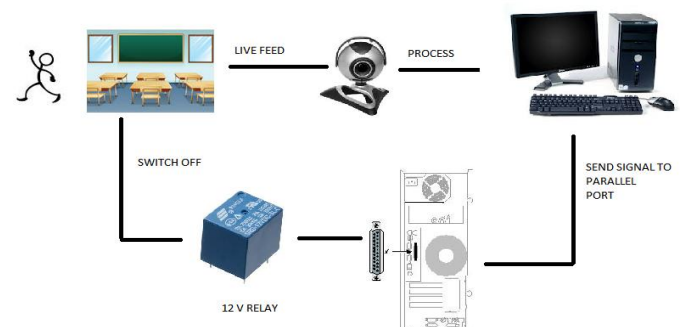 LIVE FEED
PROCESS
SWITCH OFF
SEND SIGNAL TO
PARALLEL
PORT
12 V RELAY